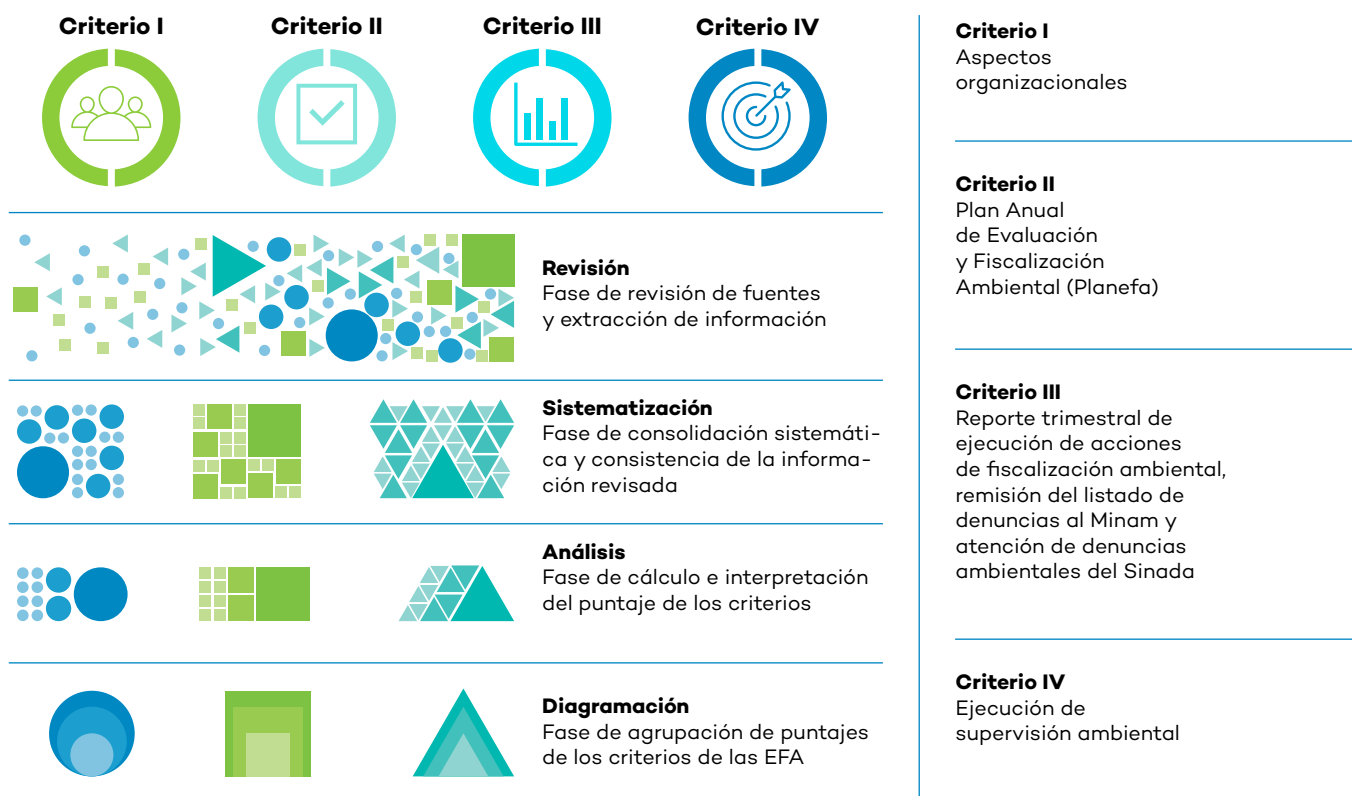 Criterio I
Criterio II
Criterio III
Criterio IV
Revisión
Fase de revisión de fuentes
y extracción de información
Sistematización
Fase de consolidación sistemáti-
ca y consistencia de la informa-
ción revisada
Análisis
Fase de cálculo e interpretación
del puntaje de los criterios
Diagramación
Fase de agrupación de puntajes
de los criterios de las EFA
Criterio I
Aspectos
organizacionales
Criterio II
Plan Anual
de Evaluación
y Fiscalización
Ambiental (Planefa)
Criterio III
Reporte trimestral de
ejecución de acciones
de fiscalización ambiental,
remisión del listado de
denuncias al Minam y
atención de denuncias
ambientales del Sinada
Criterio IV
Ejecución de
supervisión ambiental